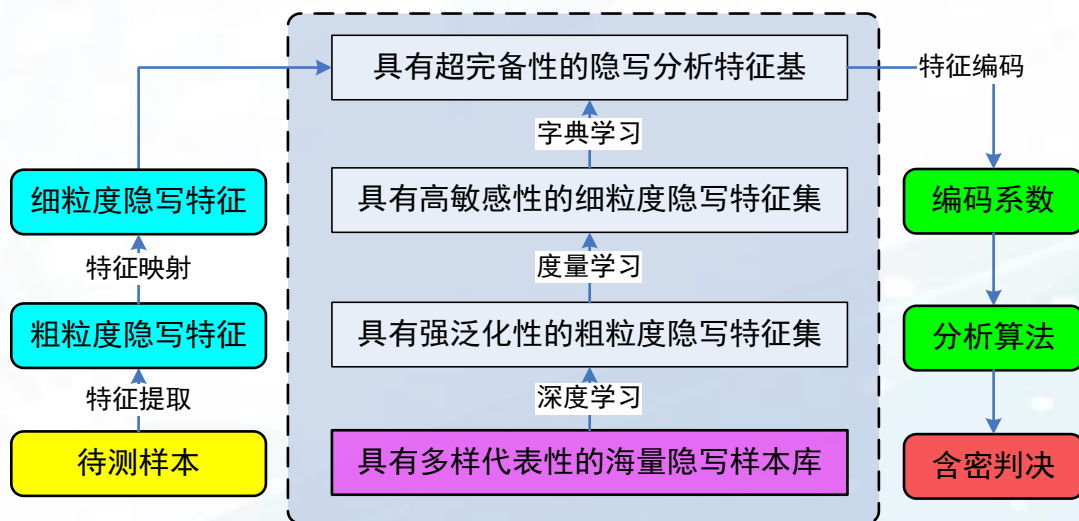 具有超完备性的隐写分析特征基
特征编码
字典学习
细粒度隐写特征
具有高敏感性的细粒度隐写特征集
编码系数
特征映射
度量学习
粗粒度隐写特征
具有强泛化性的粗粒度隐写特征集
分析算法
特征提取
深度学习
待测样本
具有多样代表性的海量隐写样本库
含密判决